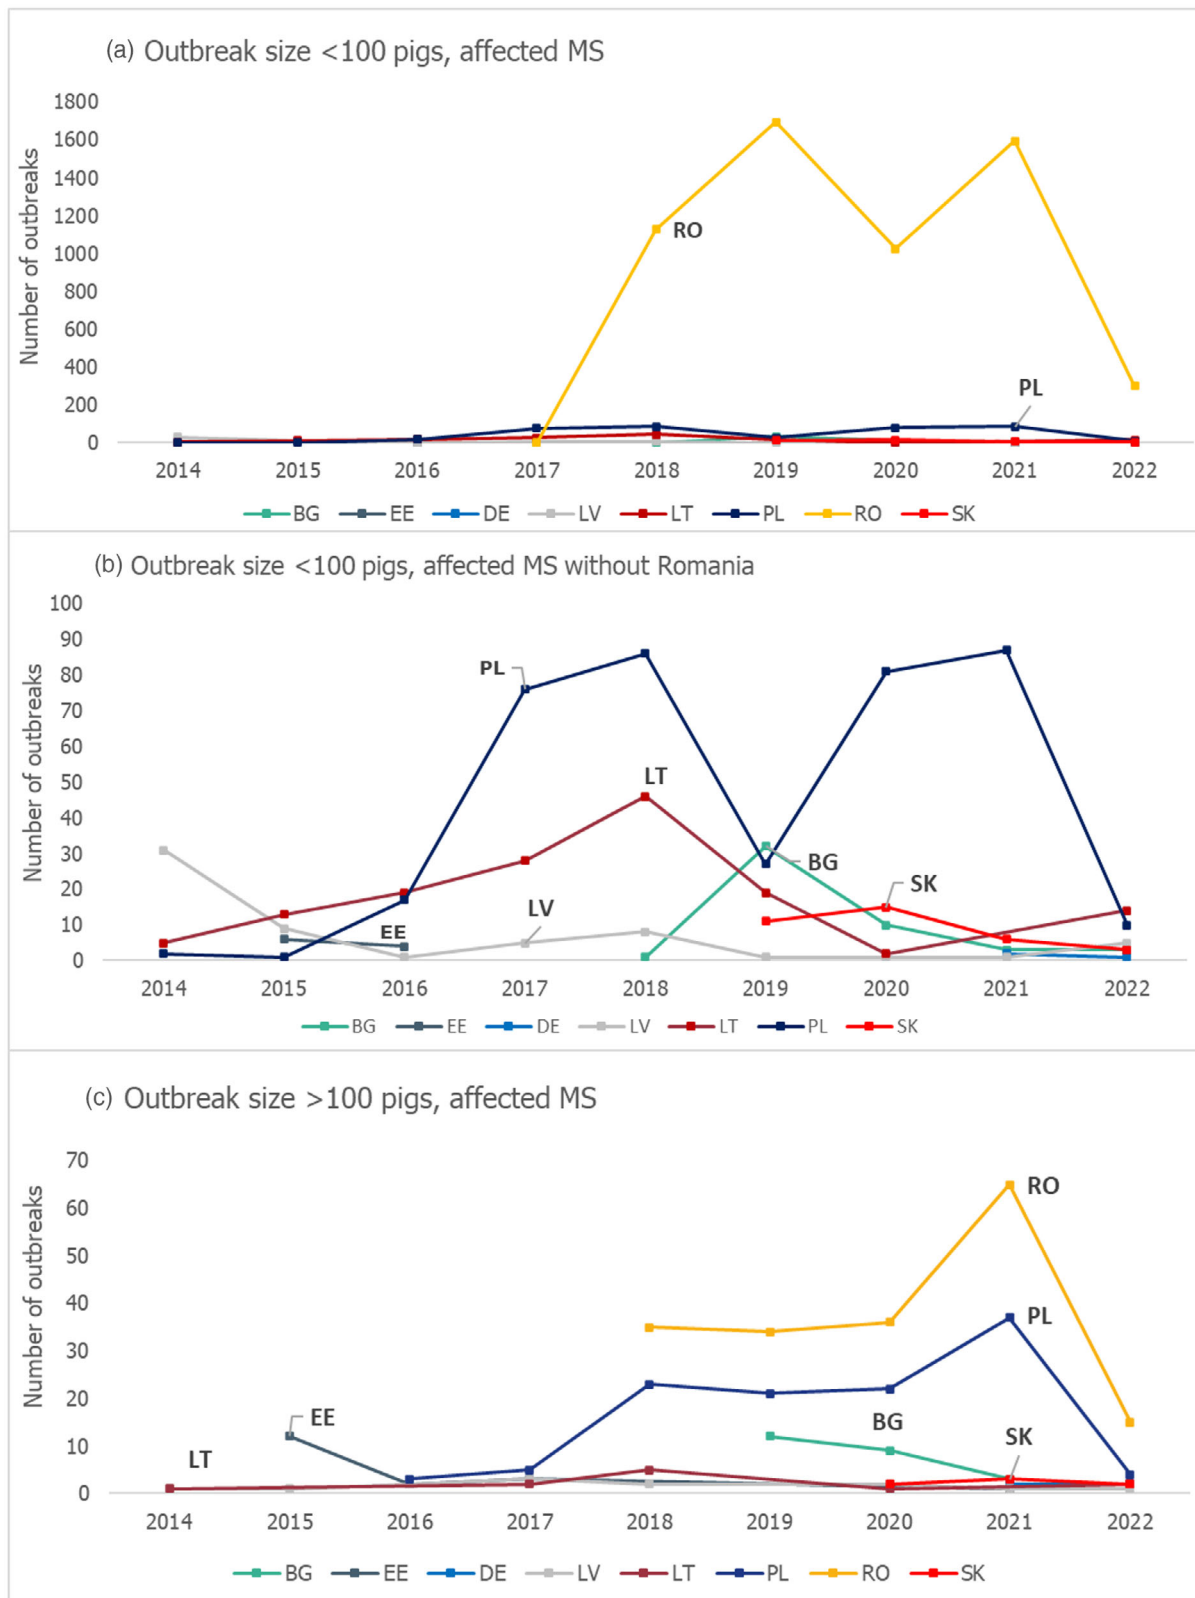 (a) Outbreak size <100 pigs, affected MS
Number of outbreaks
1800
1600
1400
1200
1000
800
600
400
200
0
RO
PL
2014 2015 2016 2017 2018 2019 2020 2021 2022
BG EE DE LV LT PL RO SK
(b) Outbreak size <100 pigs, affected MS without Romania
Number of outbreaks
100
90
80
70
60
50
40
30
20
10
0
PL
LT
BG
SK
LV
EE
2014 2015 2016 2017 2018 2019 2020 2021 2022
BG EE DE LV LT PL SK
(c) Outbreak size >100 pigs, affected MS
Number of outbreaks
70
60
50
40
30
20
10
0
RO
PL
EE
BG
SK
LT
2014 2015 2016 2017 2018 2019 2020 2021 2022
BG EE DE LV LT PL RO SK